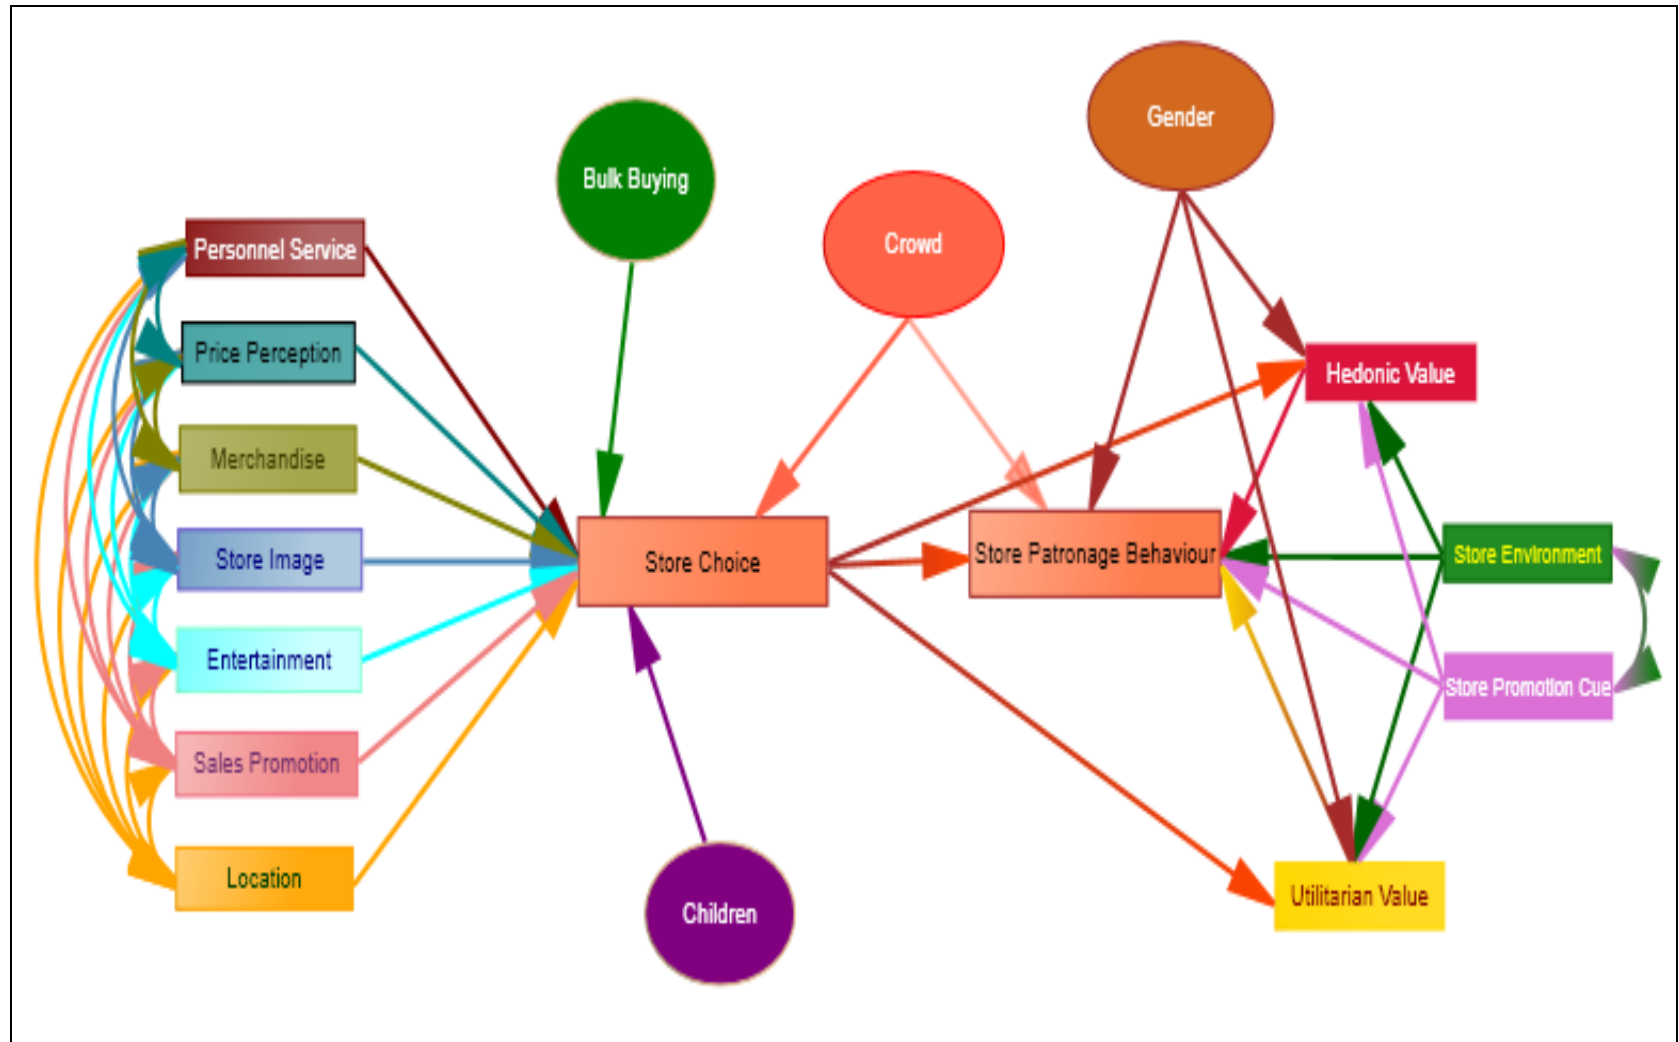 Gender
Bulk Buying
Crowd
Personnel Service
Price Perception
Hedonic Value
Merchandise
Store Image
Store Choice
Store Patronage Behaviour
Store Environment
Entertainment
Store Promotion Cue
Sales Promotion
Location
Utilitarian Value
Children